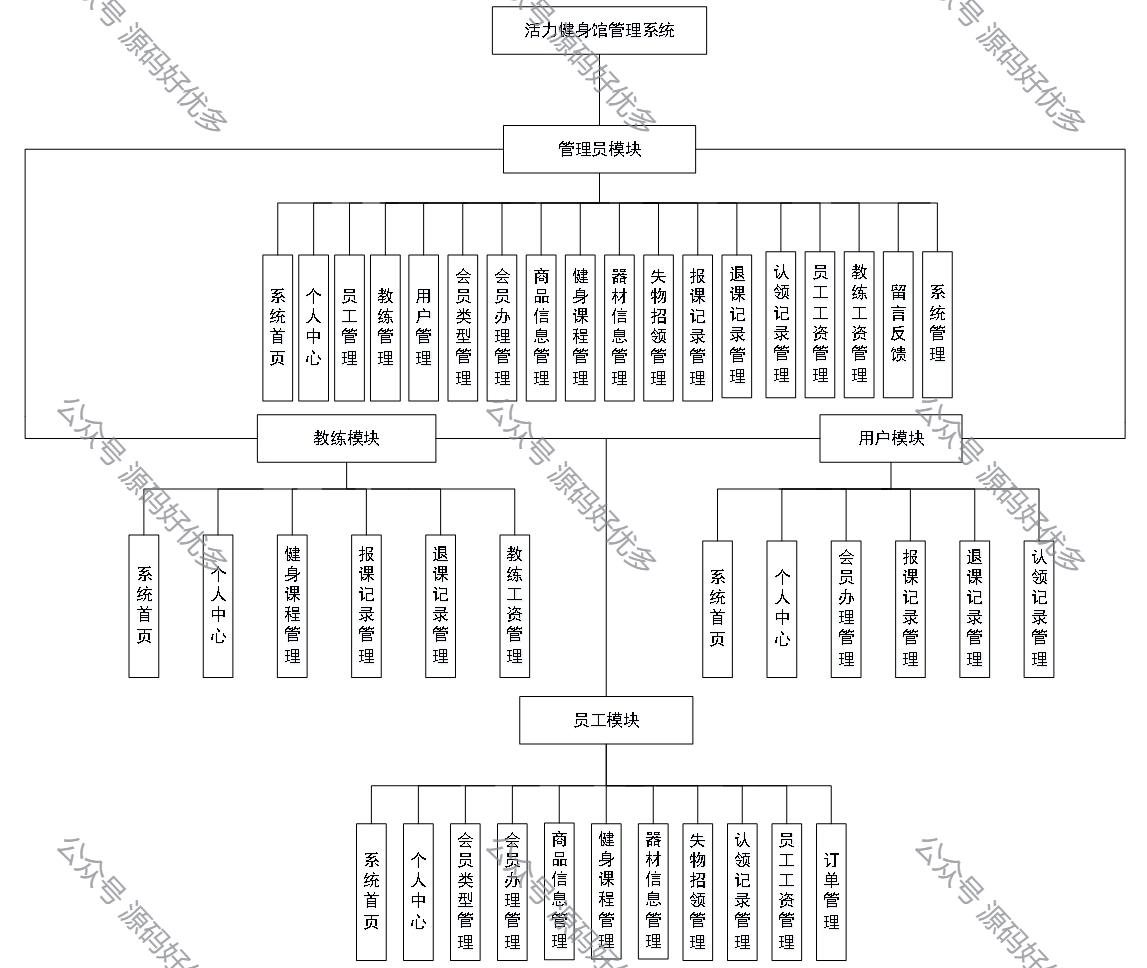 活力健身馆管理系统
管理员模块
系统首页
个人中心
员工管理
教练管理
用户管理
会员类型管理
会员办理管理
商品信息管理
健身课程管理
器材信息管理
失物招领管理
报课记录管理
退课记录管理
认领记录管理
员工工资管理
教练工资管理
留言反馈
系统管理
教练模块
用户模块
系统首页
个人中心
健身课程管理
报课记录管理
退课记录管理
教练工资管理
系统首页
个人中心
会员办理管理
报课记录管理
退课记录管理
认领记录管理
员工模块
系统首页
个人中心
会员类型管理
会员办理管理
商品信息管理
健身课程管理
器材信息管理
失物招领管理
认领记录管理
员工工资管理
订单管理
号 源码好优多
号 源码好优多
号 源码好优多
公众号 源码好优多
公众号 源码好优多
公众号 源码好优多
公众号 源码好优
公众号 源码好优
公众号 源码好优